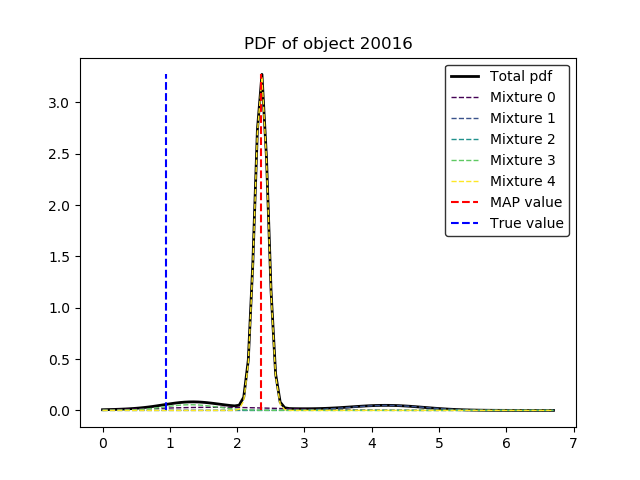 PDF of object 20016
Total pdf
Mixture 0
Mixture 1
Mixture 2
Mixture 3
Mixture 4
MAP value
True value
3.0
2.5
2.0
1.5
1.0
0.5
0.0
0 1 2 3 4 5 6 7